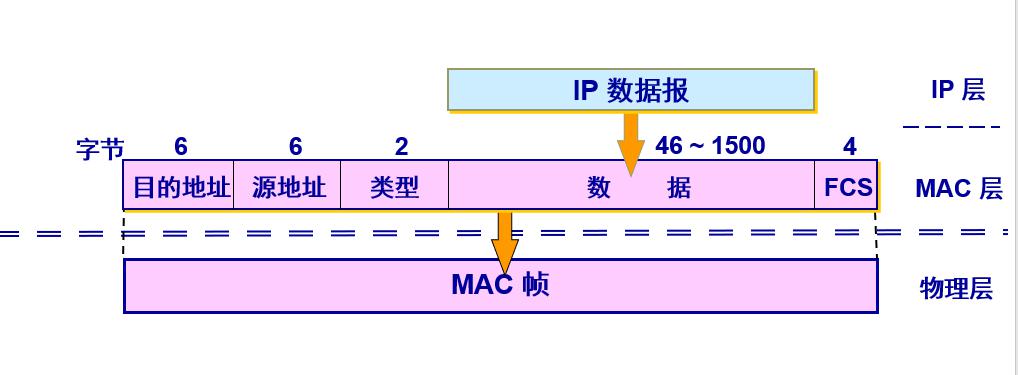 IP 数据报
IP 层
字节 6 6 2 46 ~ 1500 4
目的地址 源地址 类型 数 据 FCS
MAC 层
MAC 帧
物理层